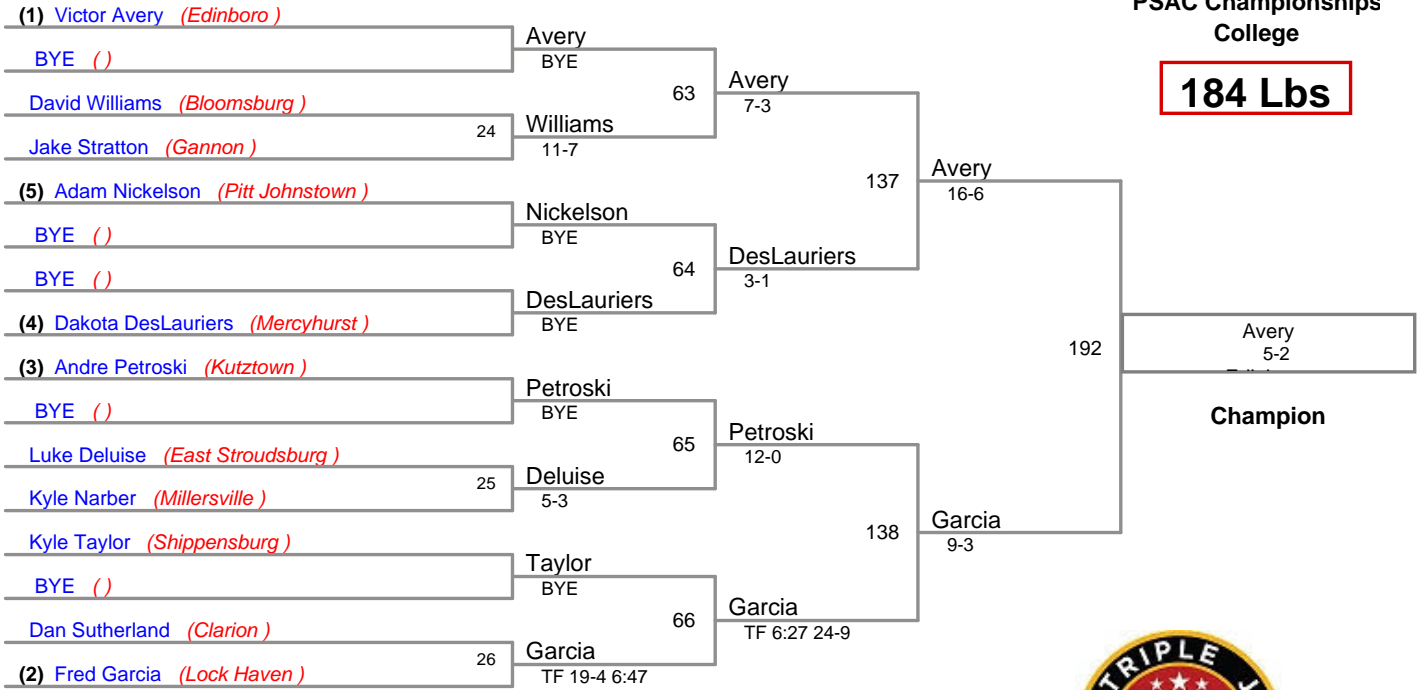 PSAC Championships
College
184 Lbs
(1) Victor Avery (Edinboro )
BYE ( )
David Williams (Bloomsburg )
Jake Stratton (Gannon )
(5) Adam Nickelson (Pitt Johnstown )
BYE ( )
BYE ( )
(4) Dakota DesLauriers (Mercyhurst )
(3) Andre Petroski (Kutztown )
BYE ( )
Luke Deluise (East Stroudsburg )
Kyle Narber (Millersville )
Kyle Taylor (Shippensburg )
BYE ( )
Dan Sutherland (Clarion )
(2) Fred Garcia (Lock Haven )
24
25
26
Avery
BYE
Williams
11-7
Nickelson
BYE
DesLauriers
BYE
Petroski
BYE
Deluise
5-3
Taylor
BYE
Garcia
TF 19-4 6:47
63
64
65
66
Avery
7-3
DesLauriers
3-1
Petroski
12-0
Garcia
TF 6:27 24-9
137
138
Avery
16-6
Garcia
9-3
192
Avery
5-2
Champion
TRIPLE